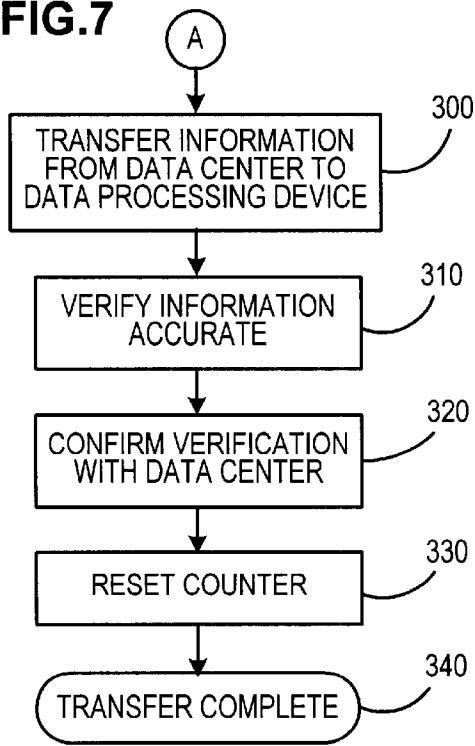 FIG.7
A
300
TRANSFER INFORMATION
FROM DATA CENTER TO
DATA PROCESSING DEVICE
310
VERIFY INFORMATION
ACCURATE
320
CONFIRM VERIFICATION
WITH DATA CENTER
330
RESET COUNTER
340
TRANSFER COMPLETE